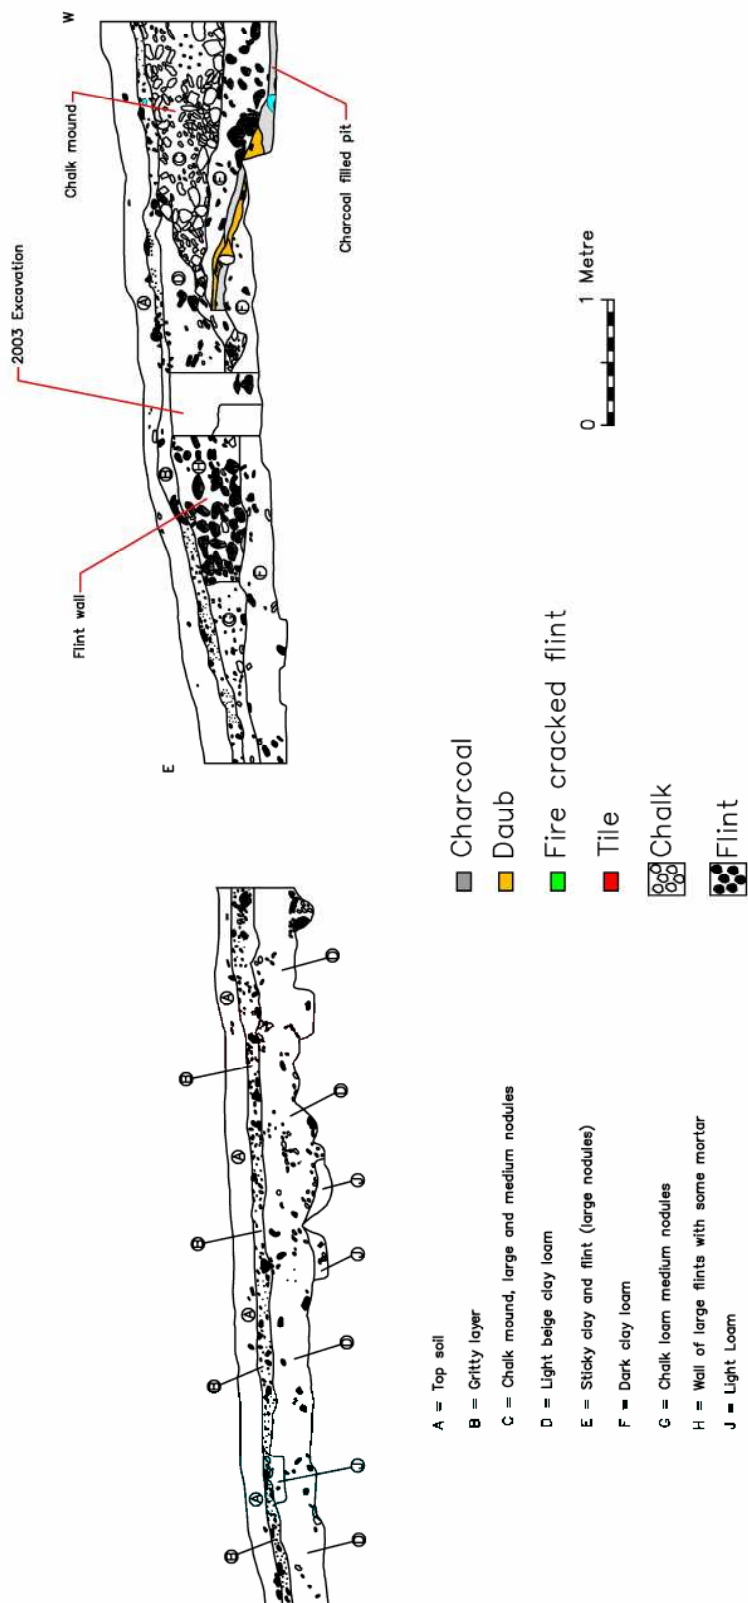 W
Chalk mound
2003 Excavation
Charcoal filled pit
Flint wall
E
A
B
C
D
E
F
F
G
H
0 1 Metre
A
A
A
A
B
B
B
B
D
D
D
D
J
J
J
Charcoal
Daub
Fire cracked flint
Tile
Chalk
Flint
A = Top soil
B = Gritty layer
C = Chalk mound, large and medium nodules
D = Light beige clay loam
E = Sticky clay and flint (large nodules)
F = Dark clay loam
G = Chalk loam medium nodules
H = Wall of large flints with some mortar
J = Light Loam